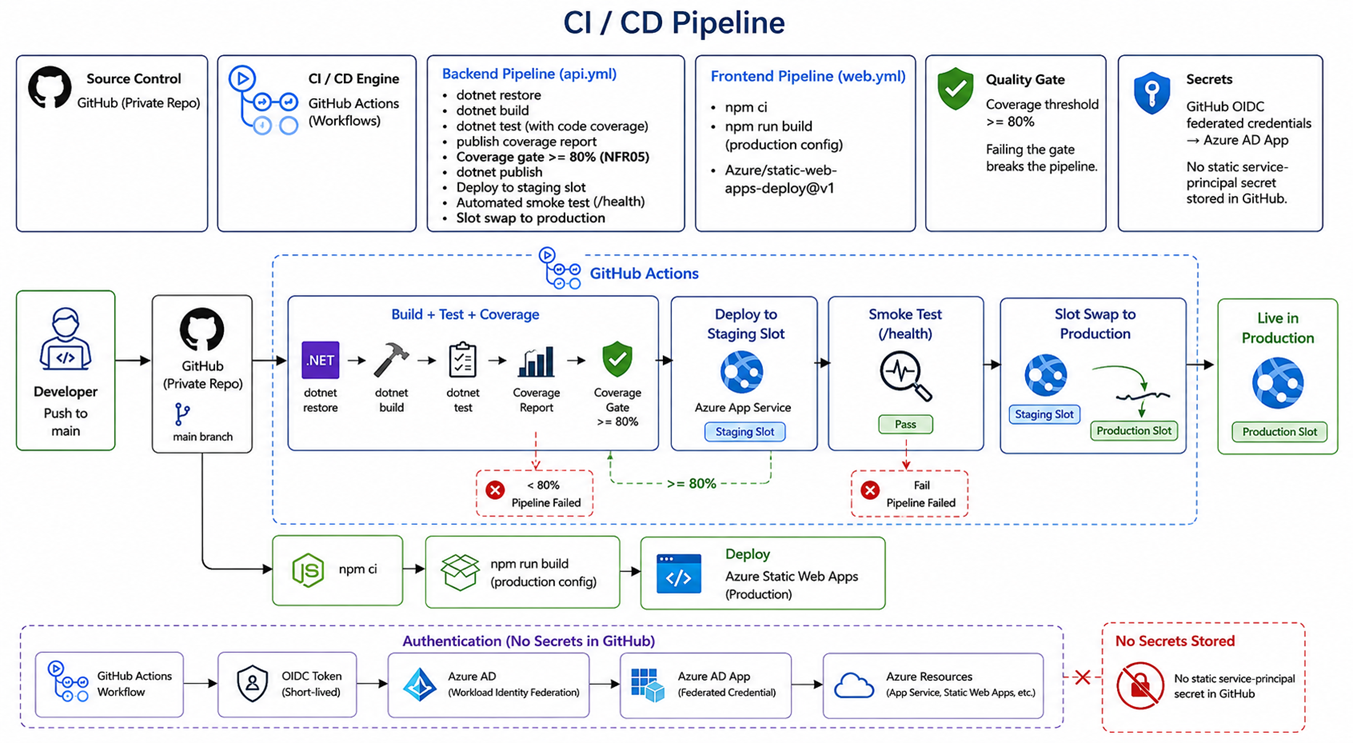 CI / CD Pipeline
Source Control
GitHub (Private Repo)
CI / CD Engine
GitHub Actions
(Workflows)
Backend Pipeline (api.yml)
• dotnet restore
• dotnet build
• dotnet test (with code coverage)
• publish coverage report
• Coverage gate >= 80% (NFR05)
• dotnet publish
• Deploy to staging slot
• Automated smoke test (/health)
• Slot swap to production
Frontend Pipeline (web.yml)
• npm ci
• npm run build
(production config)
• Azure/static-web-
apps-deploy@v1
Quality Gate
Coverage threshold
>= 80%
Failing the gate
breaks the pipeline.
Secrets
GitHub OIDC
federated credentials
→ Azure AD App
No static service-
principal secret
stored in GitHub.
GitHub Actions
Developer
Push to
main
GitHub
(Private Repo)
main branch
Build + Test + Coverage
.NET
dotnet
restore
dotnet
build
dotnet
test
Coverage
Report
Coverage
Gate
>= 80%
< 80%
Pipeline Failed
>= 80%
Deploy to
Staging Slot
Azure App Service
Staging Slot
Smoke Test
(/health)
Pass
Fail
Pipeline Failed
Slot Swap to
Production
Staging Slot
Production Slot
Live in
Production
Production Slot
JS
npm ci
npm run build
(production config)
Deploy
Azure Static Web Apps
(Production)
Authentication (No Secrets in GitHub)
GitHub Actions
Workflow
OIDC Token
(Short-lived)
Azure AD
(Workload Identity Federation)
Azure AD App
(Federated Credential)
Azure Resources
(App Service, Static Web Apps, etc.)
No Secrets Stored
No static service-principal
secret in GitHub